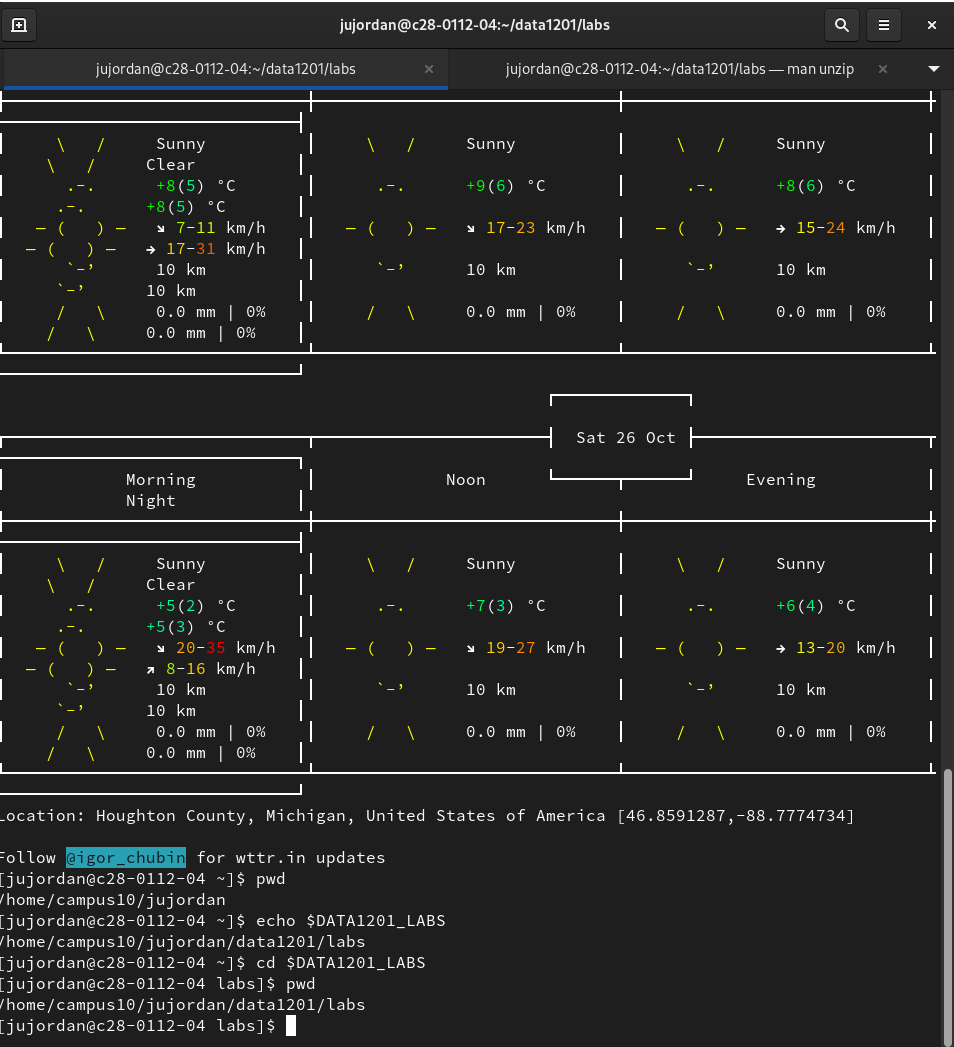 jujordan@c28-0112-04:~/data1201/labs
jujordan@c28-0112-04:~/data1201/labs × jujordan@c28-0112-04:~/data1201/labs — man unzip ×
\   /     Sunny │ \   /     Sunny │ \   /     Sunny │
\   /     Clear │
.-.      +8(5) °C │ .-.      +9(6) °C │ .-.      +8(6) °C │
.-.      +8(5) °C
― (   ) ―   ↘ 7-11 km/h │ ― (   ) ―   ↘ 17-23 km/h │ ― (   ) ―   → 15-24 km/h │
― (   ) ―   → 17-31 km/h │
`-’      10 km │ `-’      10 km │ `-’      10 km │
`-’      10 km
/   \     0.0 mm | 0% │ /   \     0.0 mm | 0% │ /   \     0.0 mm | 0% │
/   \     0.0 mm | 0% │
Sat 26 Oct
Morning │ Noon Evening │
Night │
\   /     Sunny │ \   /     Sunny │ \   /     Sunny │
\   /     Clear │
.-.      +5(2) °C │ .-.      +7(3) °C │ .-.      +6(4) °C │
.-.      +5(3) °C
― (   ) ―   ↘ 20-35 km/h │ ― (   ) ―   ↘ 19-27 km/h │ ― (   ) ―   → 13-20 km/h │
― (   ) ―   ↗ 8-16 km/h │
`-’      10 km │ `-’      10 km │ `-’      10 km │
`-’      10 km
/   \     0.0 mm | 0% │ /   \     0.0 mm | 0% │ /   \     0.0 mm | 0% │
/   \     0.0 mm | 0% │
Location: Houghton County, Michigan, United States of America [46.8591287,-88.7774734]
Follow @igor_chubin for wttr.in updates
[jujordan@c28-0112-04 ~]$ pwd
/home/campus10/jujordan
[jujordan@c28-0112-04 ~]$ echo $DATA1201_LABS
/home/campus10/jujordan/data1201/labs
[jujordan@c28-0112-04 ~]$ cd $DATA1201_LABS
[jujordan@c28-0112-04 labs]$ pwd
/home/campus10/jujordan/data1201/labs
[jujordan@c28-0112-04 labs]$